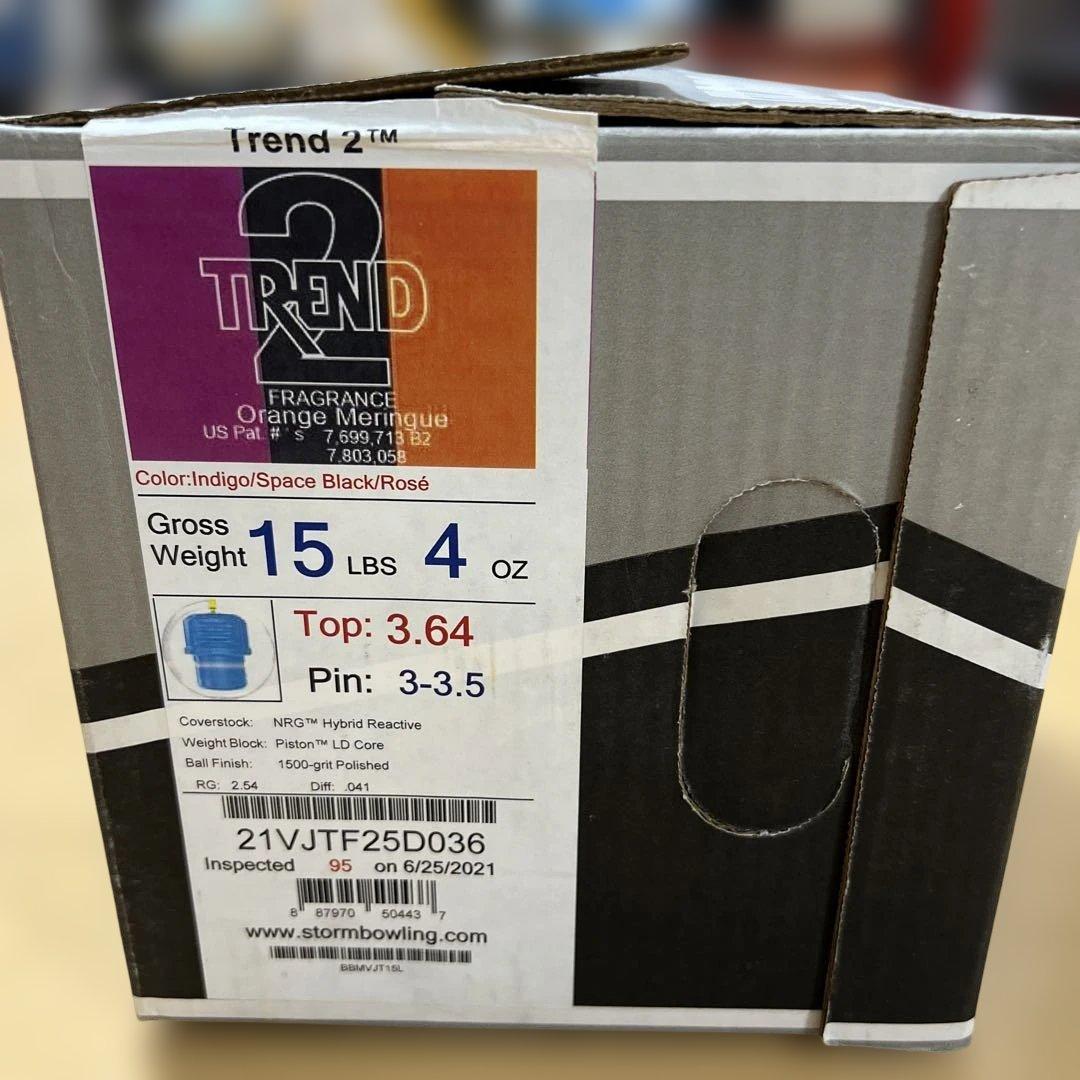 Trend 2™
2
TREND
FRAGRANCE
Orange Meringue
US Pat. # 's 7,699,713 B2
7,803,058
Color:Indigo/Space Black/Rosé
Gross Weight 15 LBS 4 OZ
Top: 3.64
Pin: 3-3.5
Coverstock: NRG™ Hybrid Reactive
Weight Block: Piston™ LD Core
Ball Finish: 1500-grit Polished
RG: 2.54 Diff: .041
21VJTF25D036
Inspected 95 on 6/25/2021
8 87970 50443 7
www.stormbowling.com
BBMVJT15L